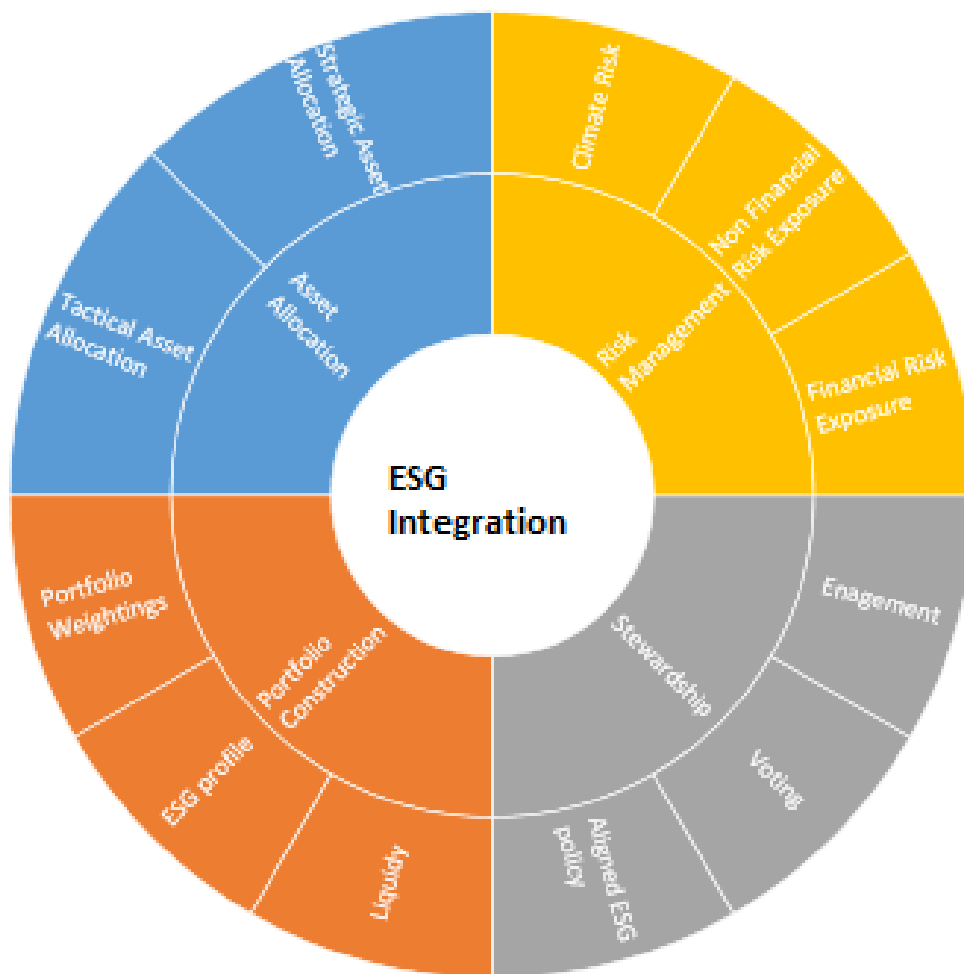 Strategic Asset
Allocation
Climate Risk
Non Financial
Risk Exposure
Tactical Asset
Allocation
Asset
Allocation
Risk
Management
Financial Risk
Exposure
ESG
Integration
Portfolio
Weightings
Portfolio
Construction
Stewardship
Enagement
ESG profile
Voting
Liquidy
Aligned ESG
policy